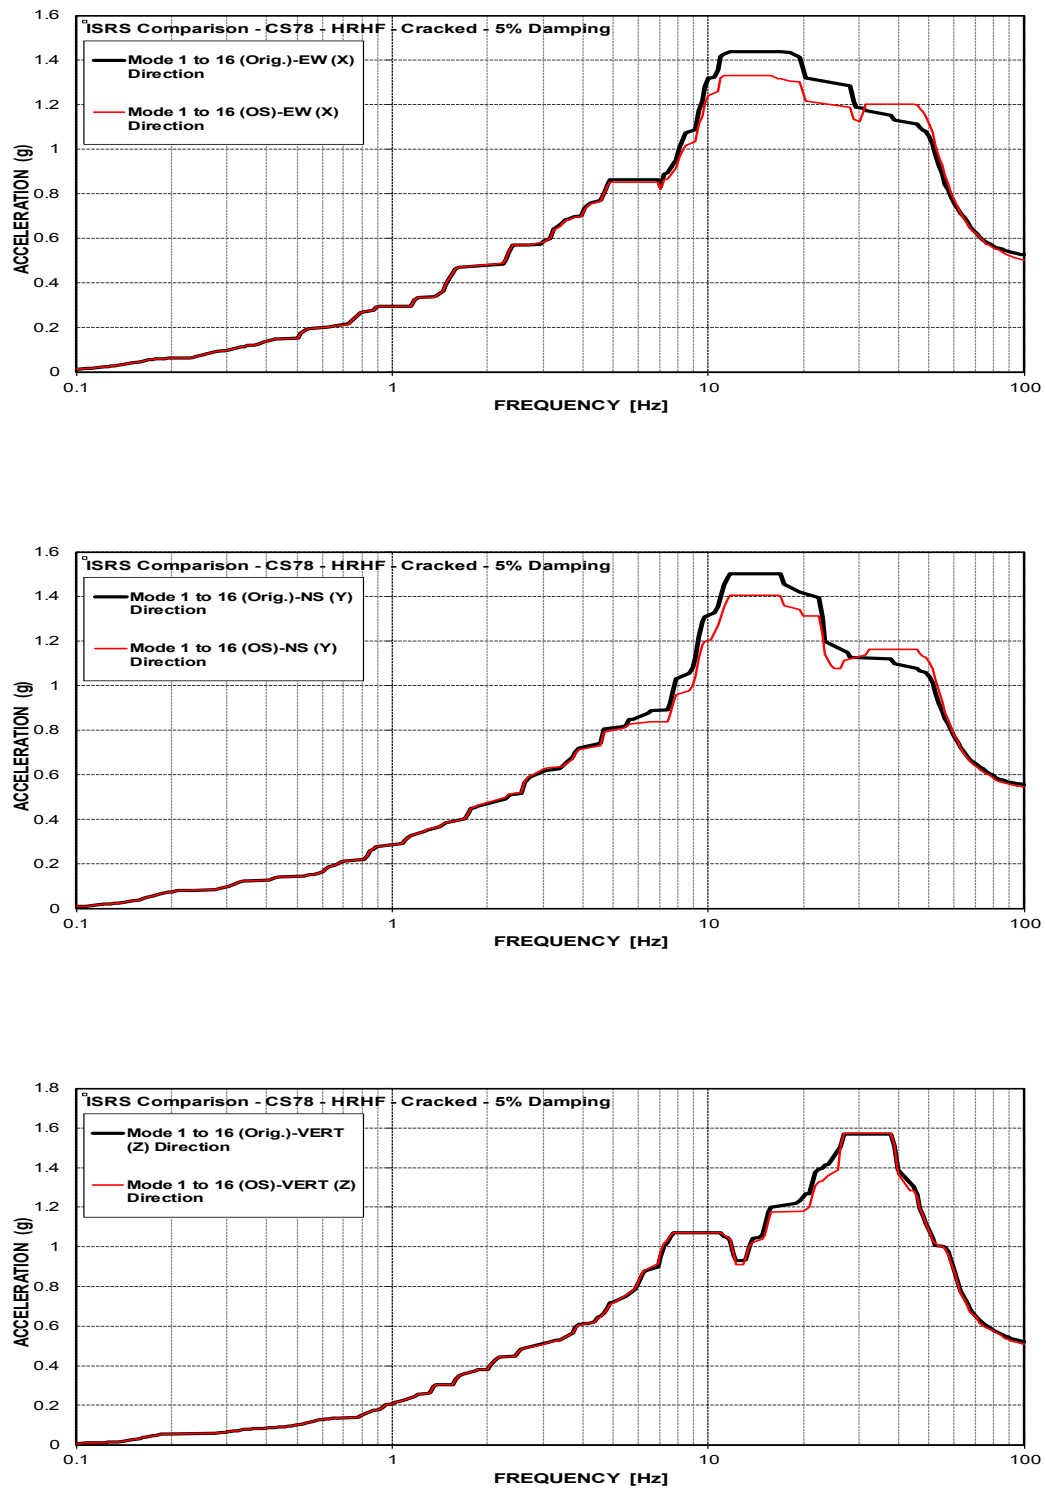 ISRS Comparison - CS78 - HRHF - Cracked - 5% Damping
Mode 1 to 16 (Orig.)-EW (X)
Direction
Mode 1 to 16 (OS)-EW (X)
Direction
ACCELERATION (g)
1.6
1.4
1.2
1
0.8
0.6
0.4
0.2
0
0.1
1
10
100
FREQUENCY [Hz]
ISRS Comparison - CS78 - HRHF - Cracked - 5% Damping
Mode 1 to 16 (Orig.)-NS (Y)
Direction
Mode 1 to 16 (OS)-NS (Y)
Direction
ACCELERATION (g)
1.6
1.4
1.2
1
0.8
0.6
0.4
0.2
0
0.1
1
10
100
FREQUENCY [Hz]
ISRS Comparison - CS78 - HRHF - Cracked - 5% Damping
Mode 1 to 16 (Orig.)-VERT
(Z) Direction
Mode 1 to 16 (OS)-VERT (Z)
Direction
ACCELERATION (g)
1.8
1.6
1.4
1.2
1
0.8
0.6
0.4
0.2
0
0.1
1
10
100
FREQUENCY [Hz]